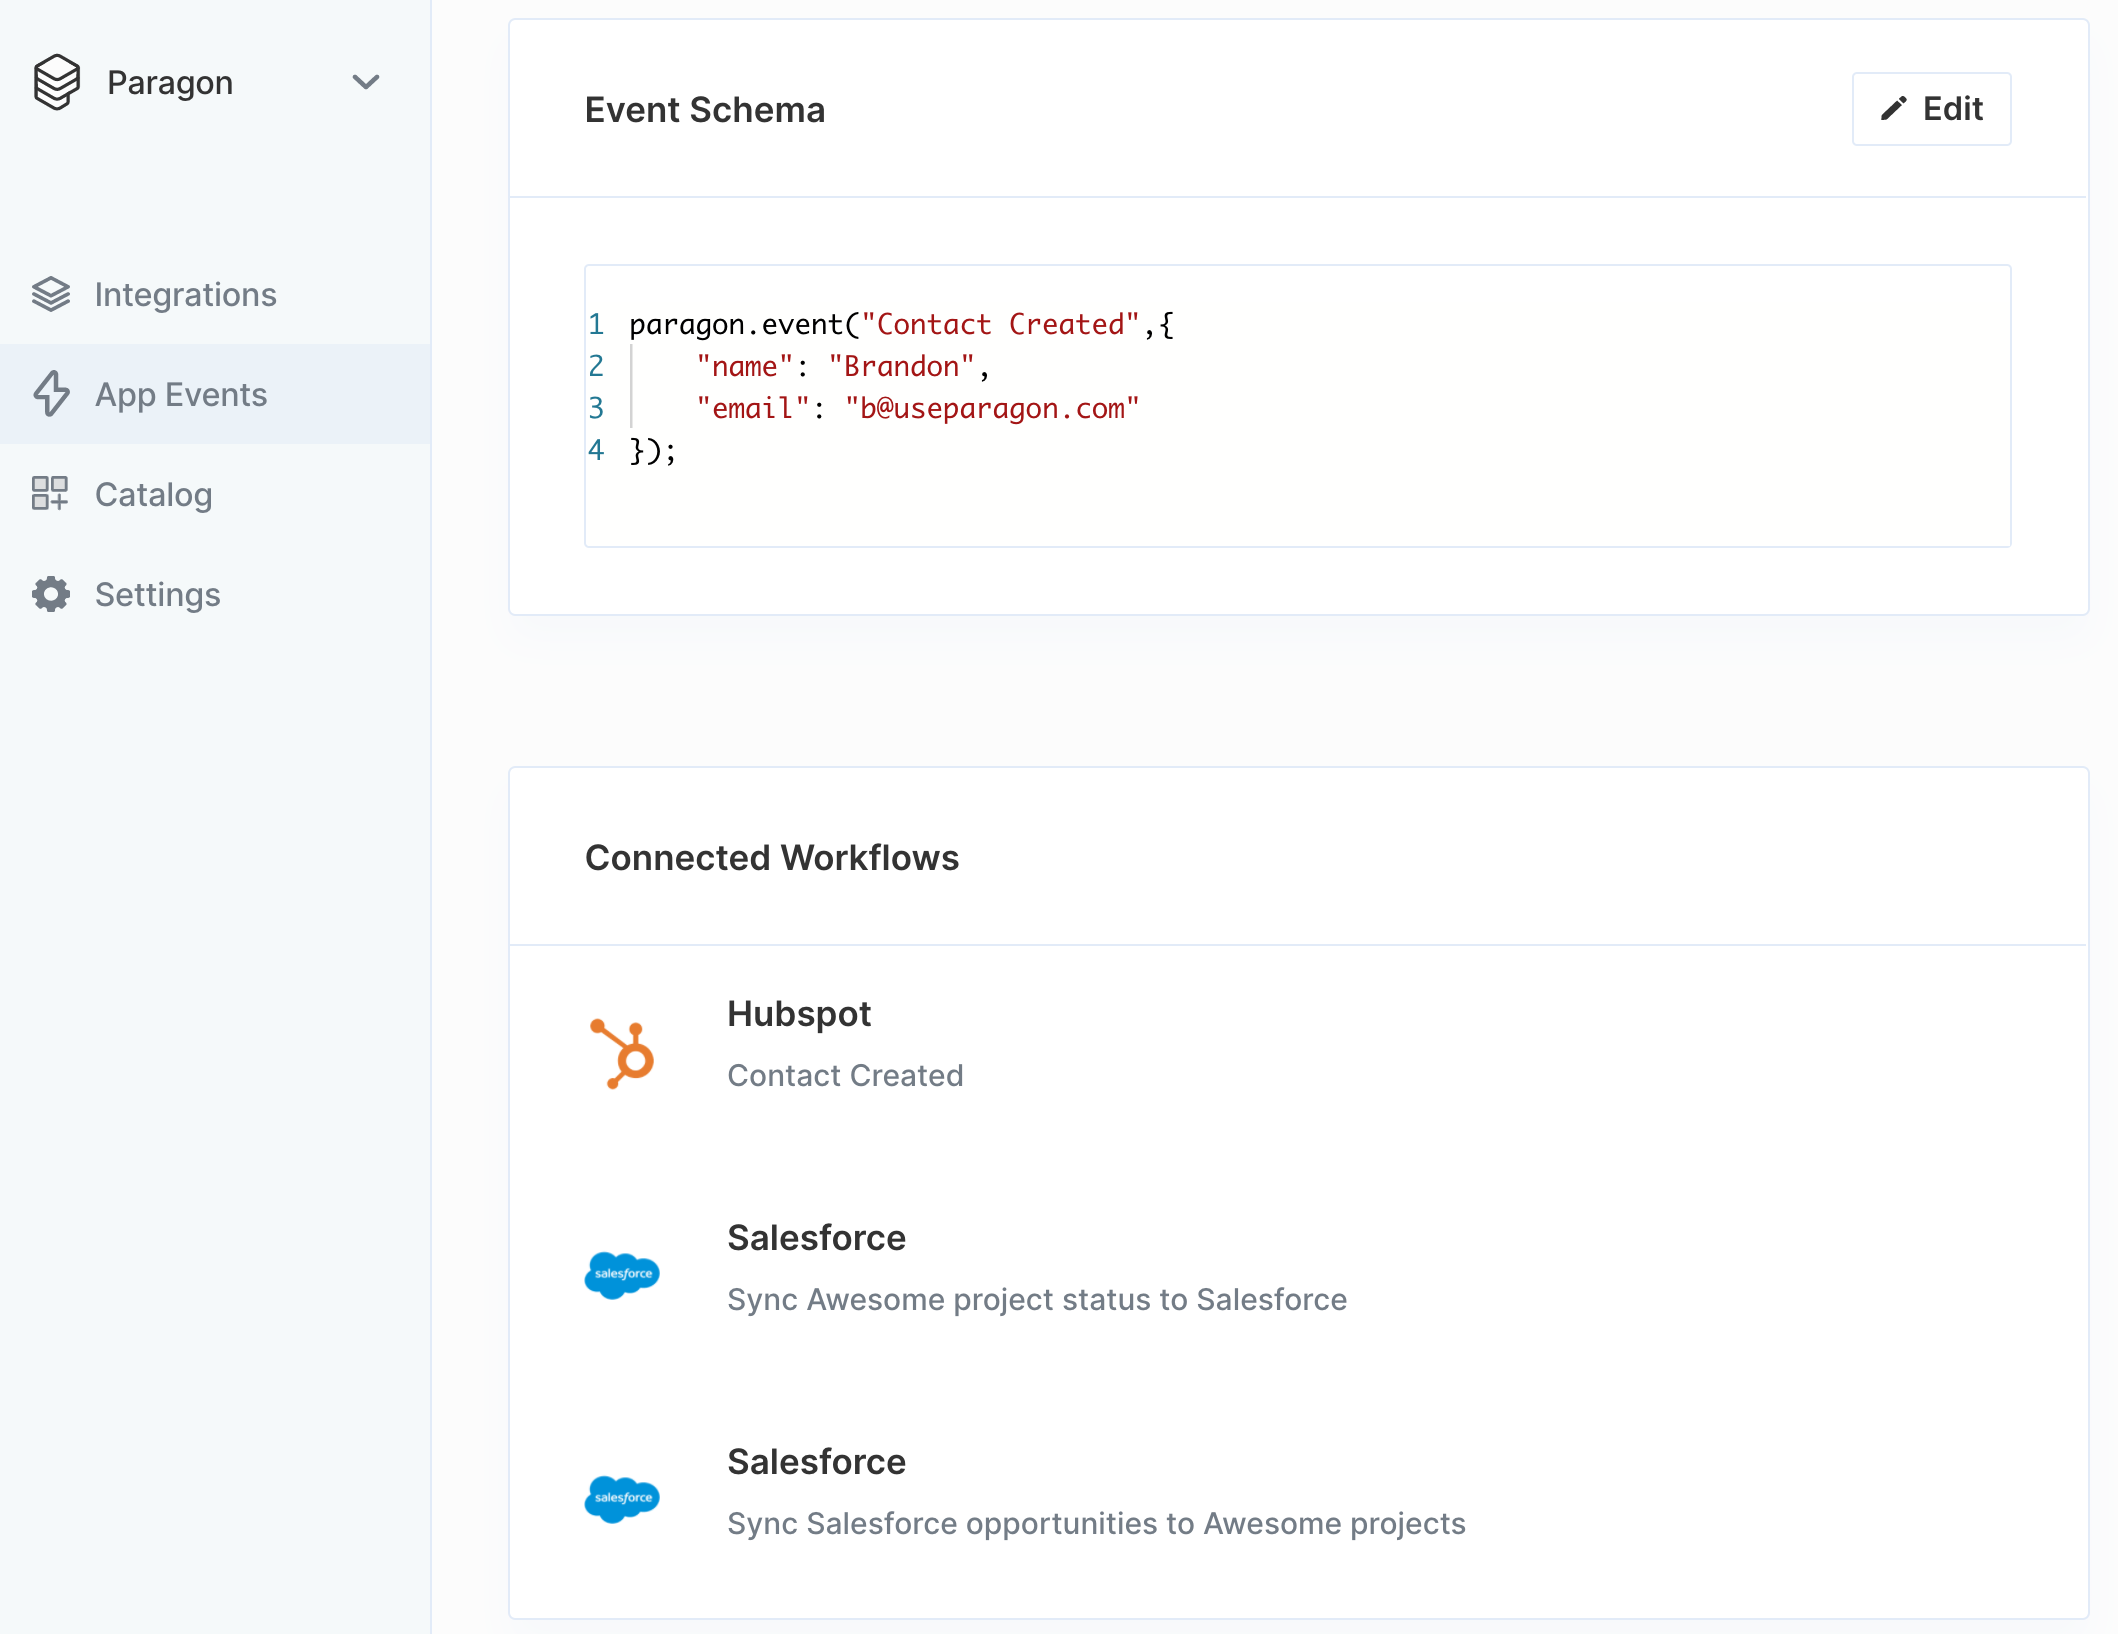 Paragon
Integrations
App Events
Catalog
Settings
Event Schema
Edit
1 paragon.event("Contact Created",{
2 "name": "Brandon",
3 "email": "b@useparagon.com"
4 });
Connected Workflows
Hubspot
Contact Created
salesforce
Salesforce
Sync Awesome project status to Salesforce
salesforce
Salesforce
Sync Salesforce opportunities to Awesome projects